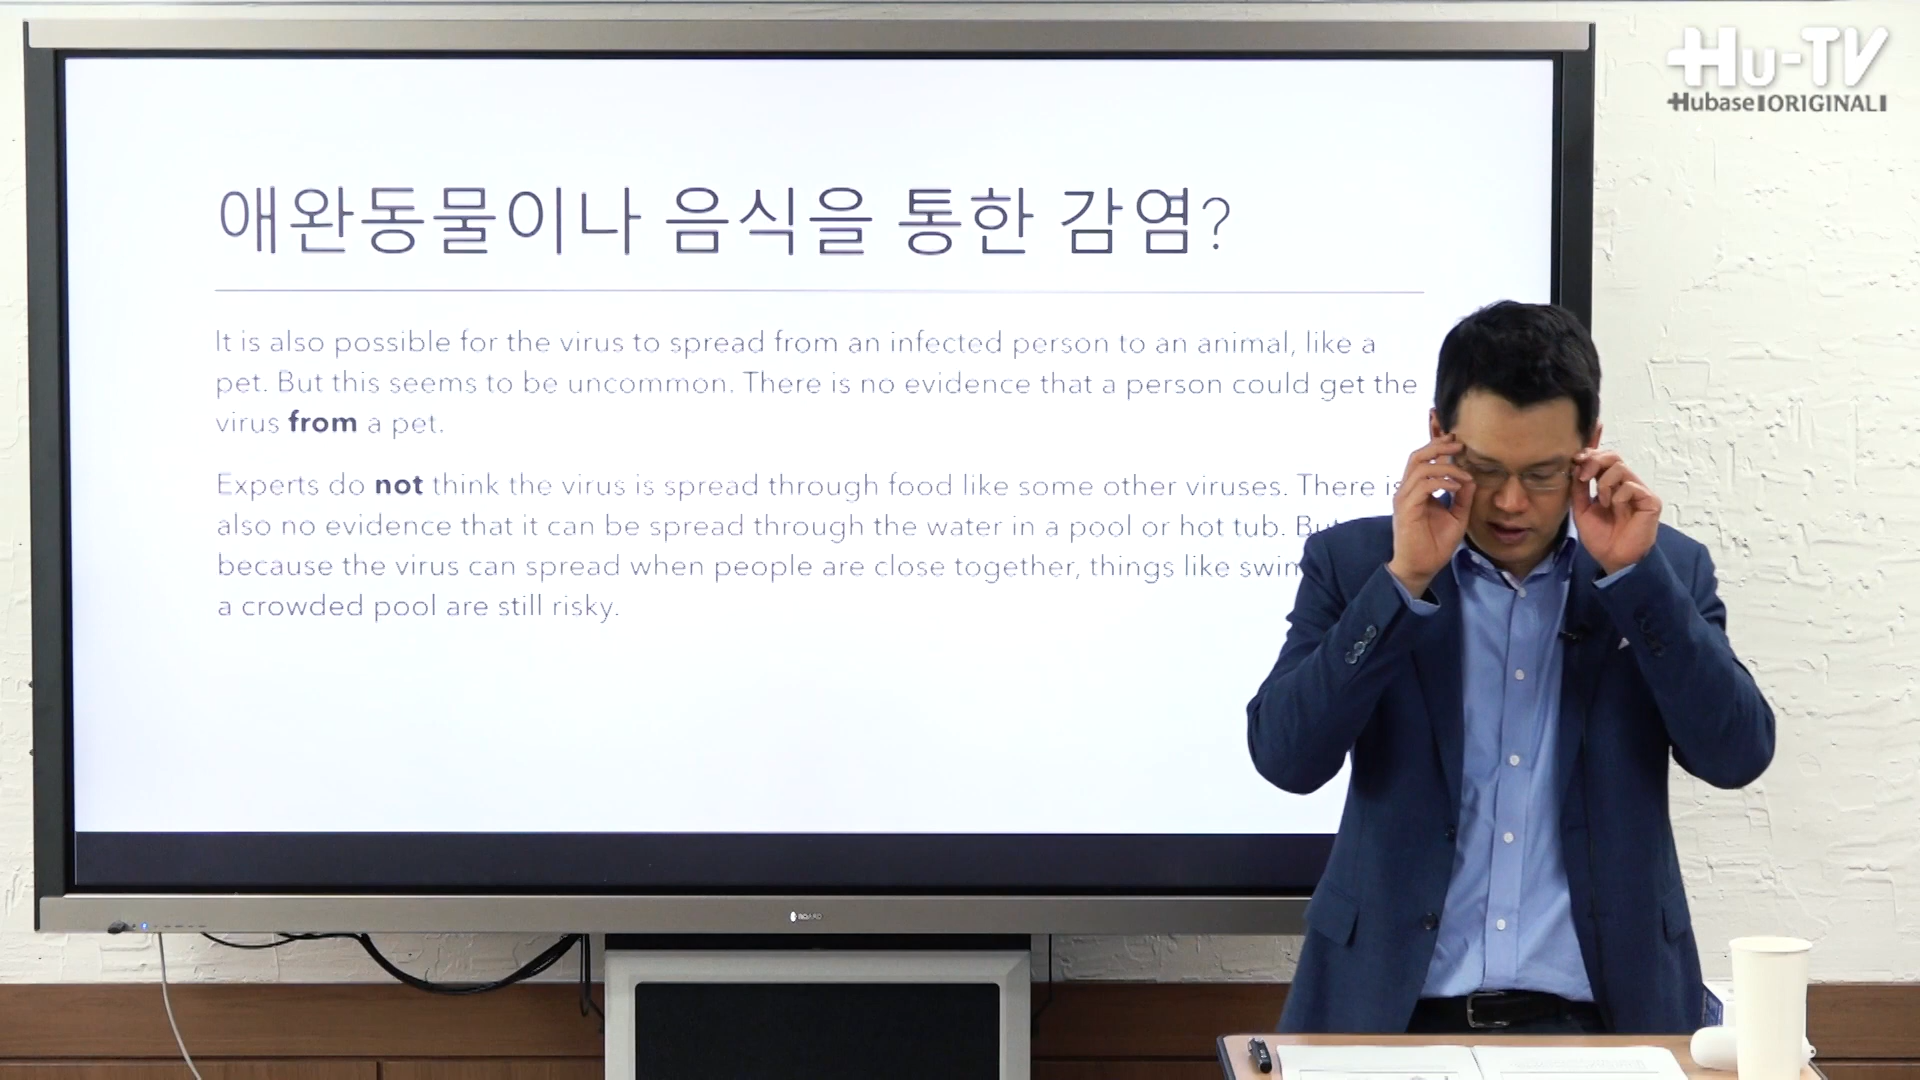 Hu-TV
Hubase ORIGINAL
애완동물이나 음식을 통한 감염?
It is also possible for the virus to spread from an infected person to an animal, like a
pet. But this seems to be uncommon. There is no evidence that a person could get the
virus from a pet.
Experts do not think the virus is spread through food like some other viruses. There is
also no evidence that it can be spread through the water in a pool or hot tub. But
because the virus can spread when people are close together, things like
a crowded pool are still risky.